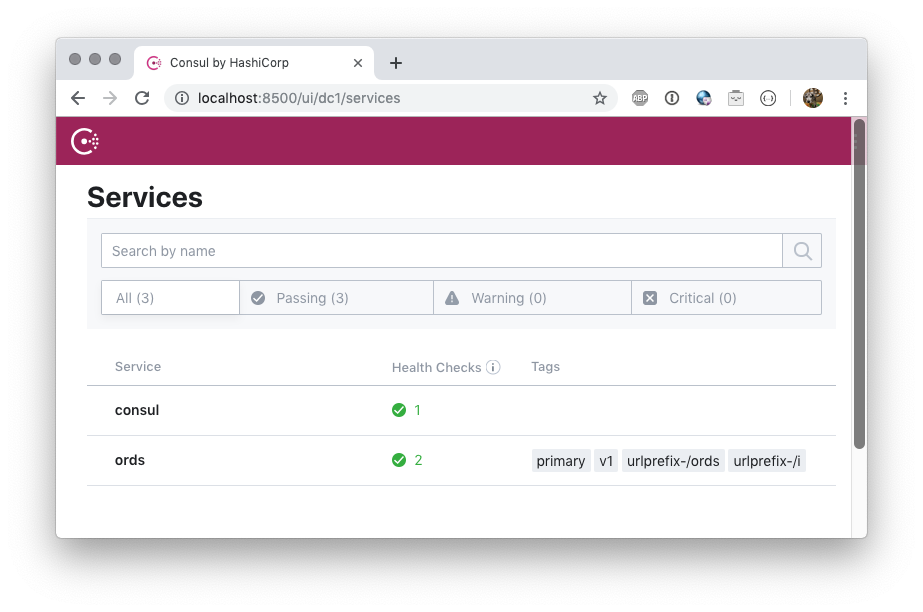 Consul by HashiCorp
localhost:8500/ui/dc1/services
ABP
Services
Search by name
All (3) Passing (3) Warning (0) Critical (0)
Service Health Checks Tags
consul 1
ords 2 primary v1 urlprefix-/ords urlprefix-/i